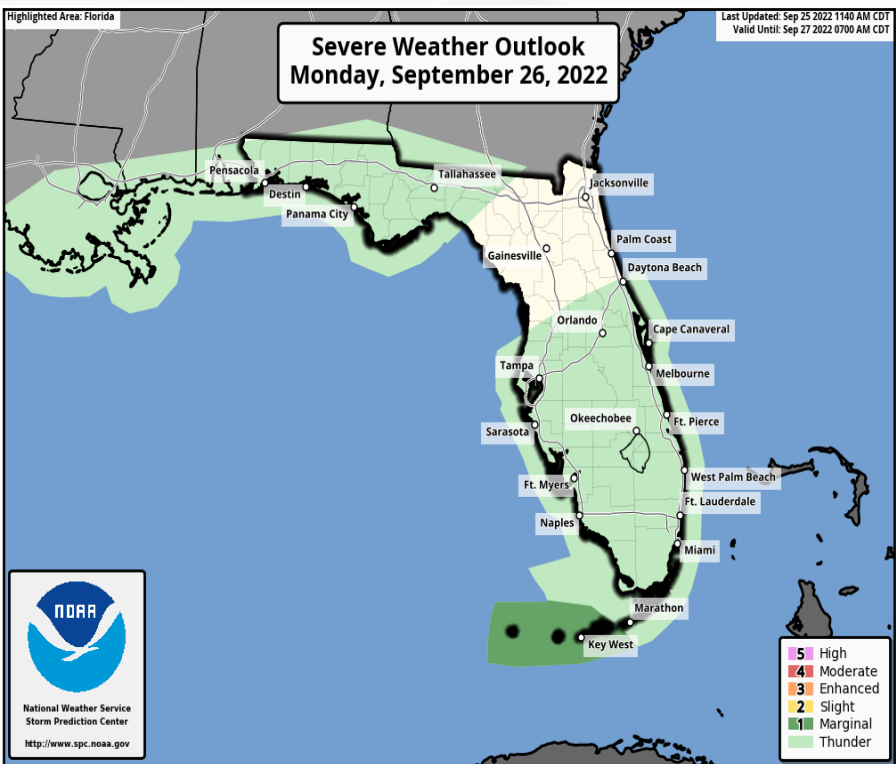 Highlighted Area: Florida
Last Updated: Sep 25 2022 1140 AM CDT
Valid Until: Sep 27 2022 0700 AM CDT
Severe Weather Outlook
Monday, September 26, 2022
Pensacola
Tallahassee
Destin
Jacksonville
Panama City
Palm Coast
Gainesville
Daytona Beach
Orlando
Cape Canaveral
Tampa
Melbourne
Okeechobee
Ft. Pierce
Sarasota
West Palm Beach
Ft. Myers
Ft. Lauderdale
Naples
Miami
Marathon
Key West
NOAA
National Weather Service
Storm Prediction Center
http://www.spc.noaa.gov
5 High
4 Moderate
3 Enhanced
2 Slight
1 Marginal
Thunder